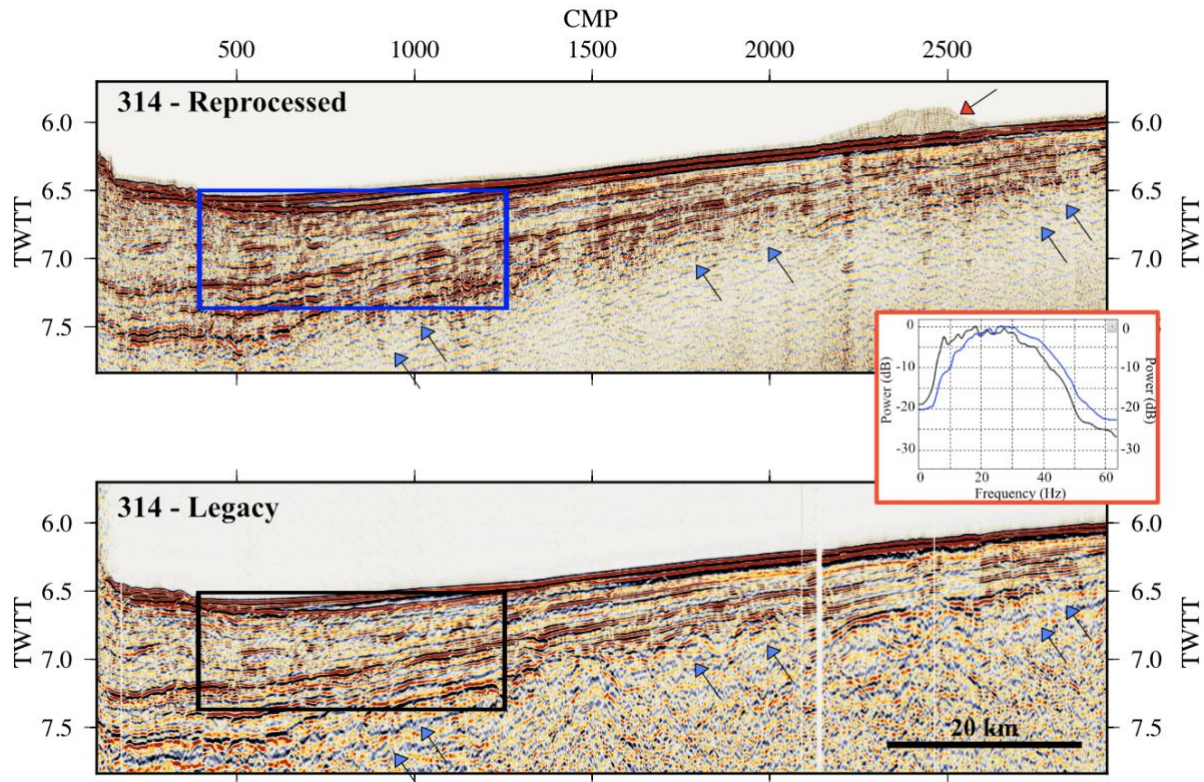 CMP
500 1000 1500 2000 2500
314 - Reprocessed
6.0 6.0
6.5 6.5
TWTT TWTT
7.0 7.0
7.5
0 0
-10 -10
Power (dB) Power (dB)
-20 -20
-30 -30
0 20 40 60
Frequency (Hz)
314 - Legacy
6.0 6.0
6.5 6.5
TWTT TWTT
7.0 7.0
20 km
7.5 7.5